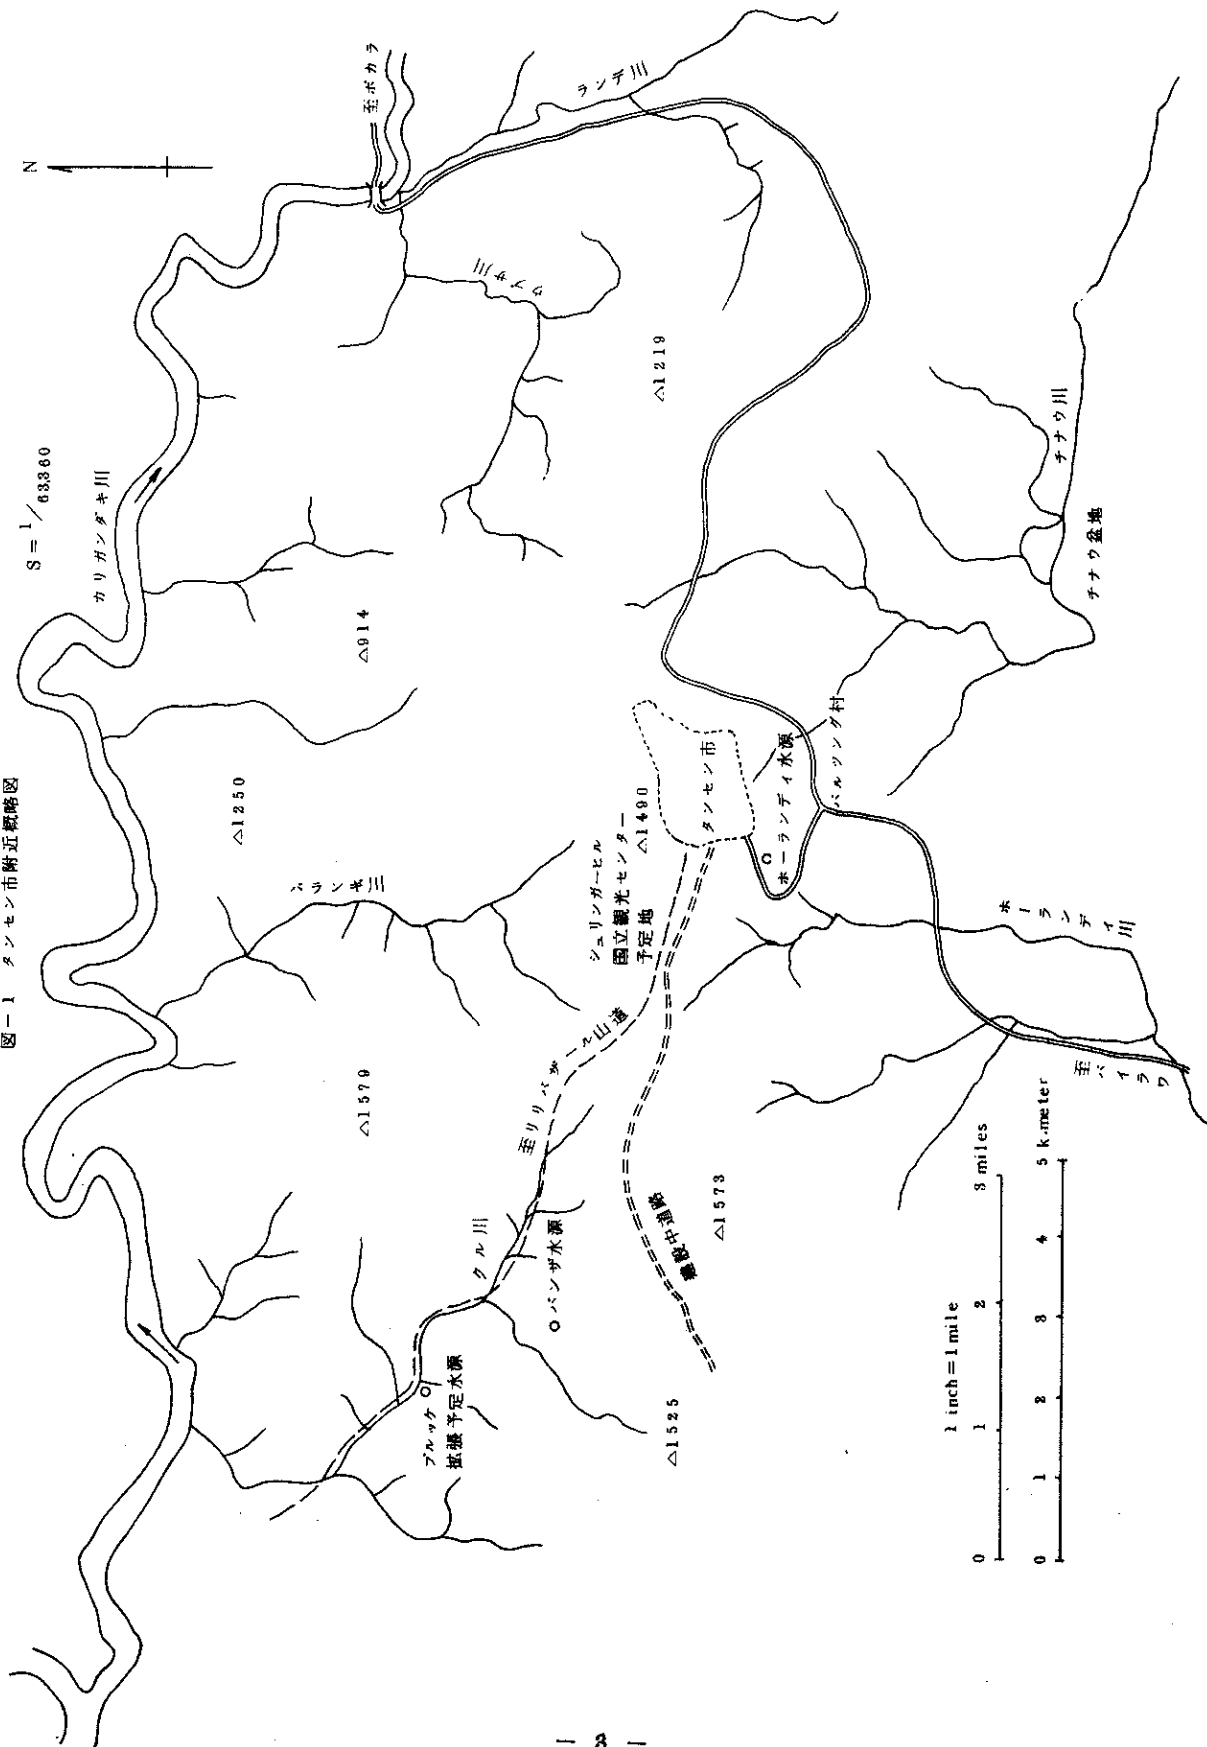 図－1 タンセン市附近概略図
S＝1/63,360
N
カリガンダキ川
至ポカラ
ランデ川
ウブサ川
△1219
△914
△1250
バランギ川
△1579
シュリンガーヒル
国立観光センター
予定地
△1490
タンセン市
ホーランディ水源
バルツング村
チナウ川
チナウ盆地
ホーランディ川
至バイラワ
至リリバザール山道
クル川
バンザ水源
ブルッケ
拡張予定水源
建設中道路
△1573
△1525
1 inch＝1 mile
0 1 2 3 miles
0 1 2 3 4 5 k.meter
— 3 —